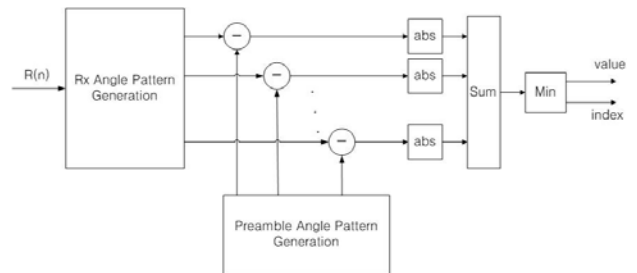 R(n)
Rx Angle Pattern
Generation
−
−
−
abs
abs
abs
Sum
Min
value
index
Preamble Angle Pattern
Generation